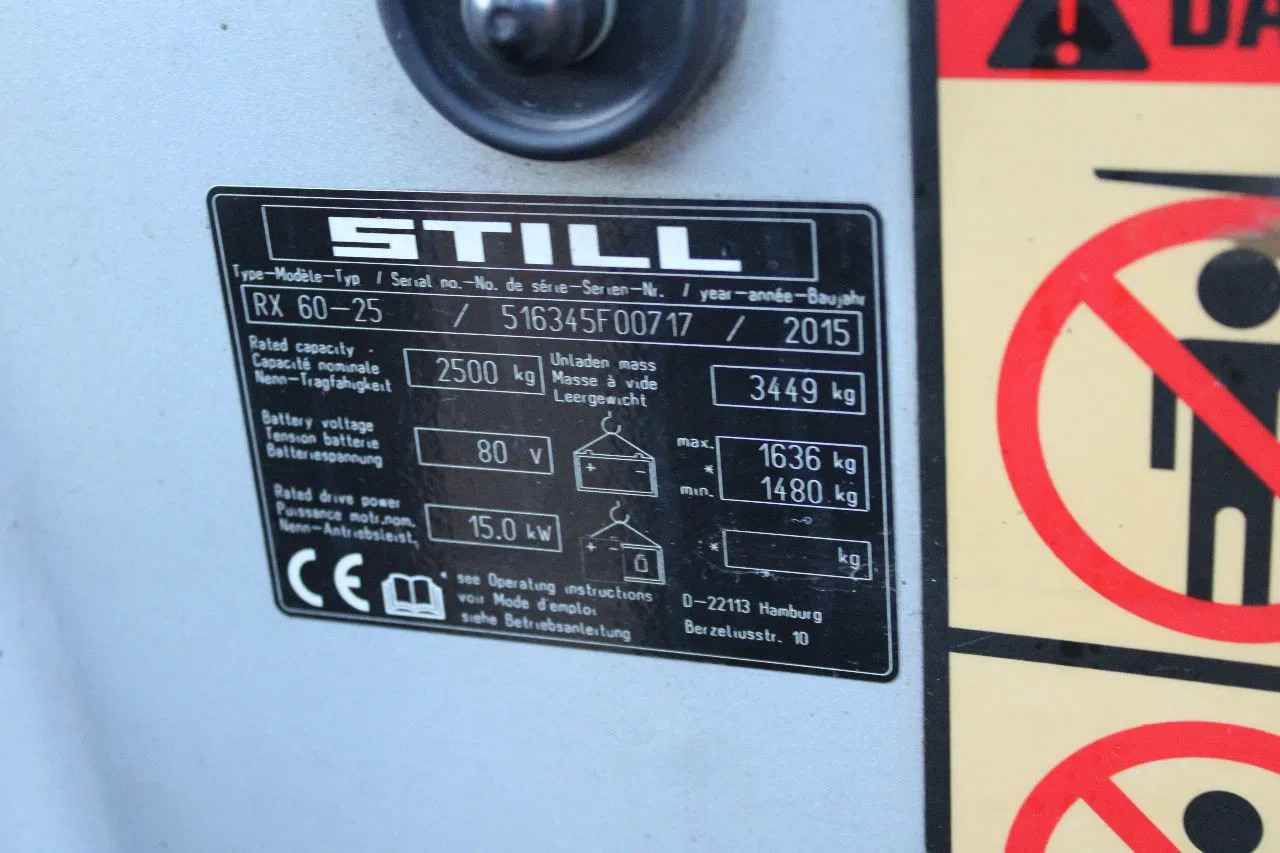 DA
STILL
Type-Modèle-Typ / Serial no.-No. de série-Serien-Nr. / year-année-Baujahr
RX 60-25 / 516345F00717 / 2015
Rated capacity
Capacité nominale
Nenn-Tragfähigkeit
2500 kg
Unladen mass
Masse à vide
Leergewicht
3449 kg
Battery voltage
Tension batterie
Batteriespannung
80 V
+ -
max. 1636 kg
*
min. 1480 kg
Rated drive power
Puissance motr.nom.
Nenn-Antriebsleist.
15.0 kW
+ -
* kg
CE
* see Operating instructions
voir Mode d'emploi
siehe Betriebsanleitung
D-22113 Hamburg
Berzeliusstr. 10